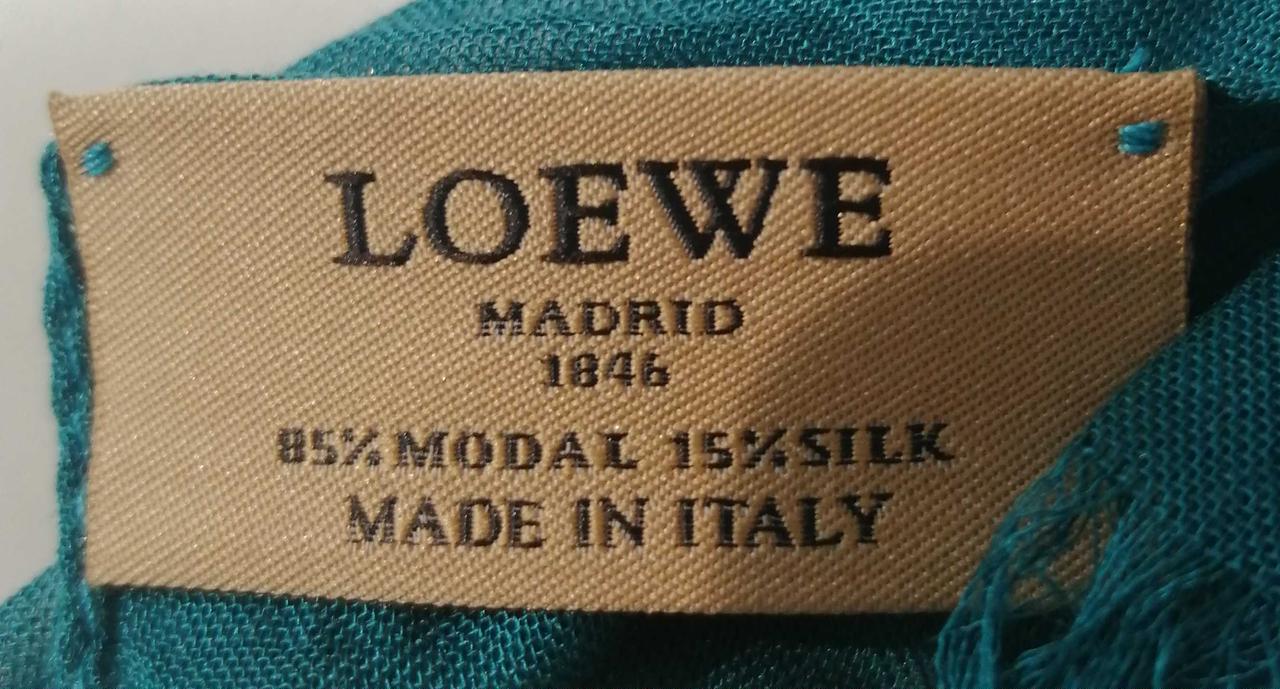 LOEWE
MADRID
1846
85% MODAL 15% SILK
MADE IN ITALY